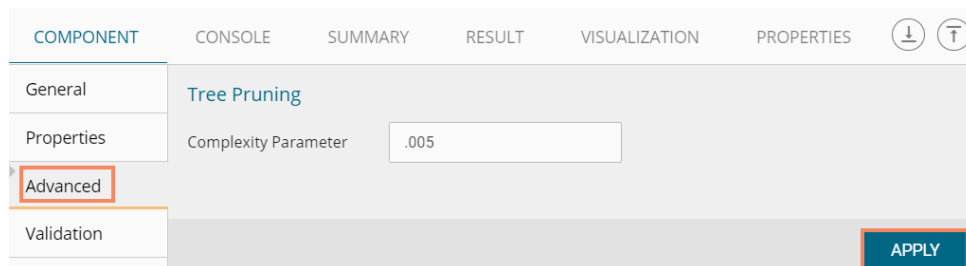 COMPONENT CONSOLE SUMMARY RESULT VISUALIZATION PROPERTIES
General
Tree Pruning
Properties
Complexity Parameter .005
Advanced
Validation
APPLY